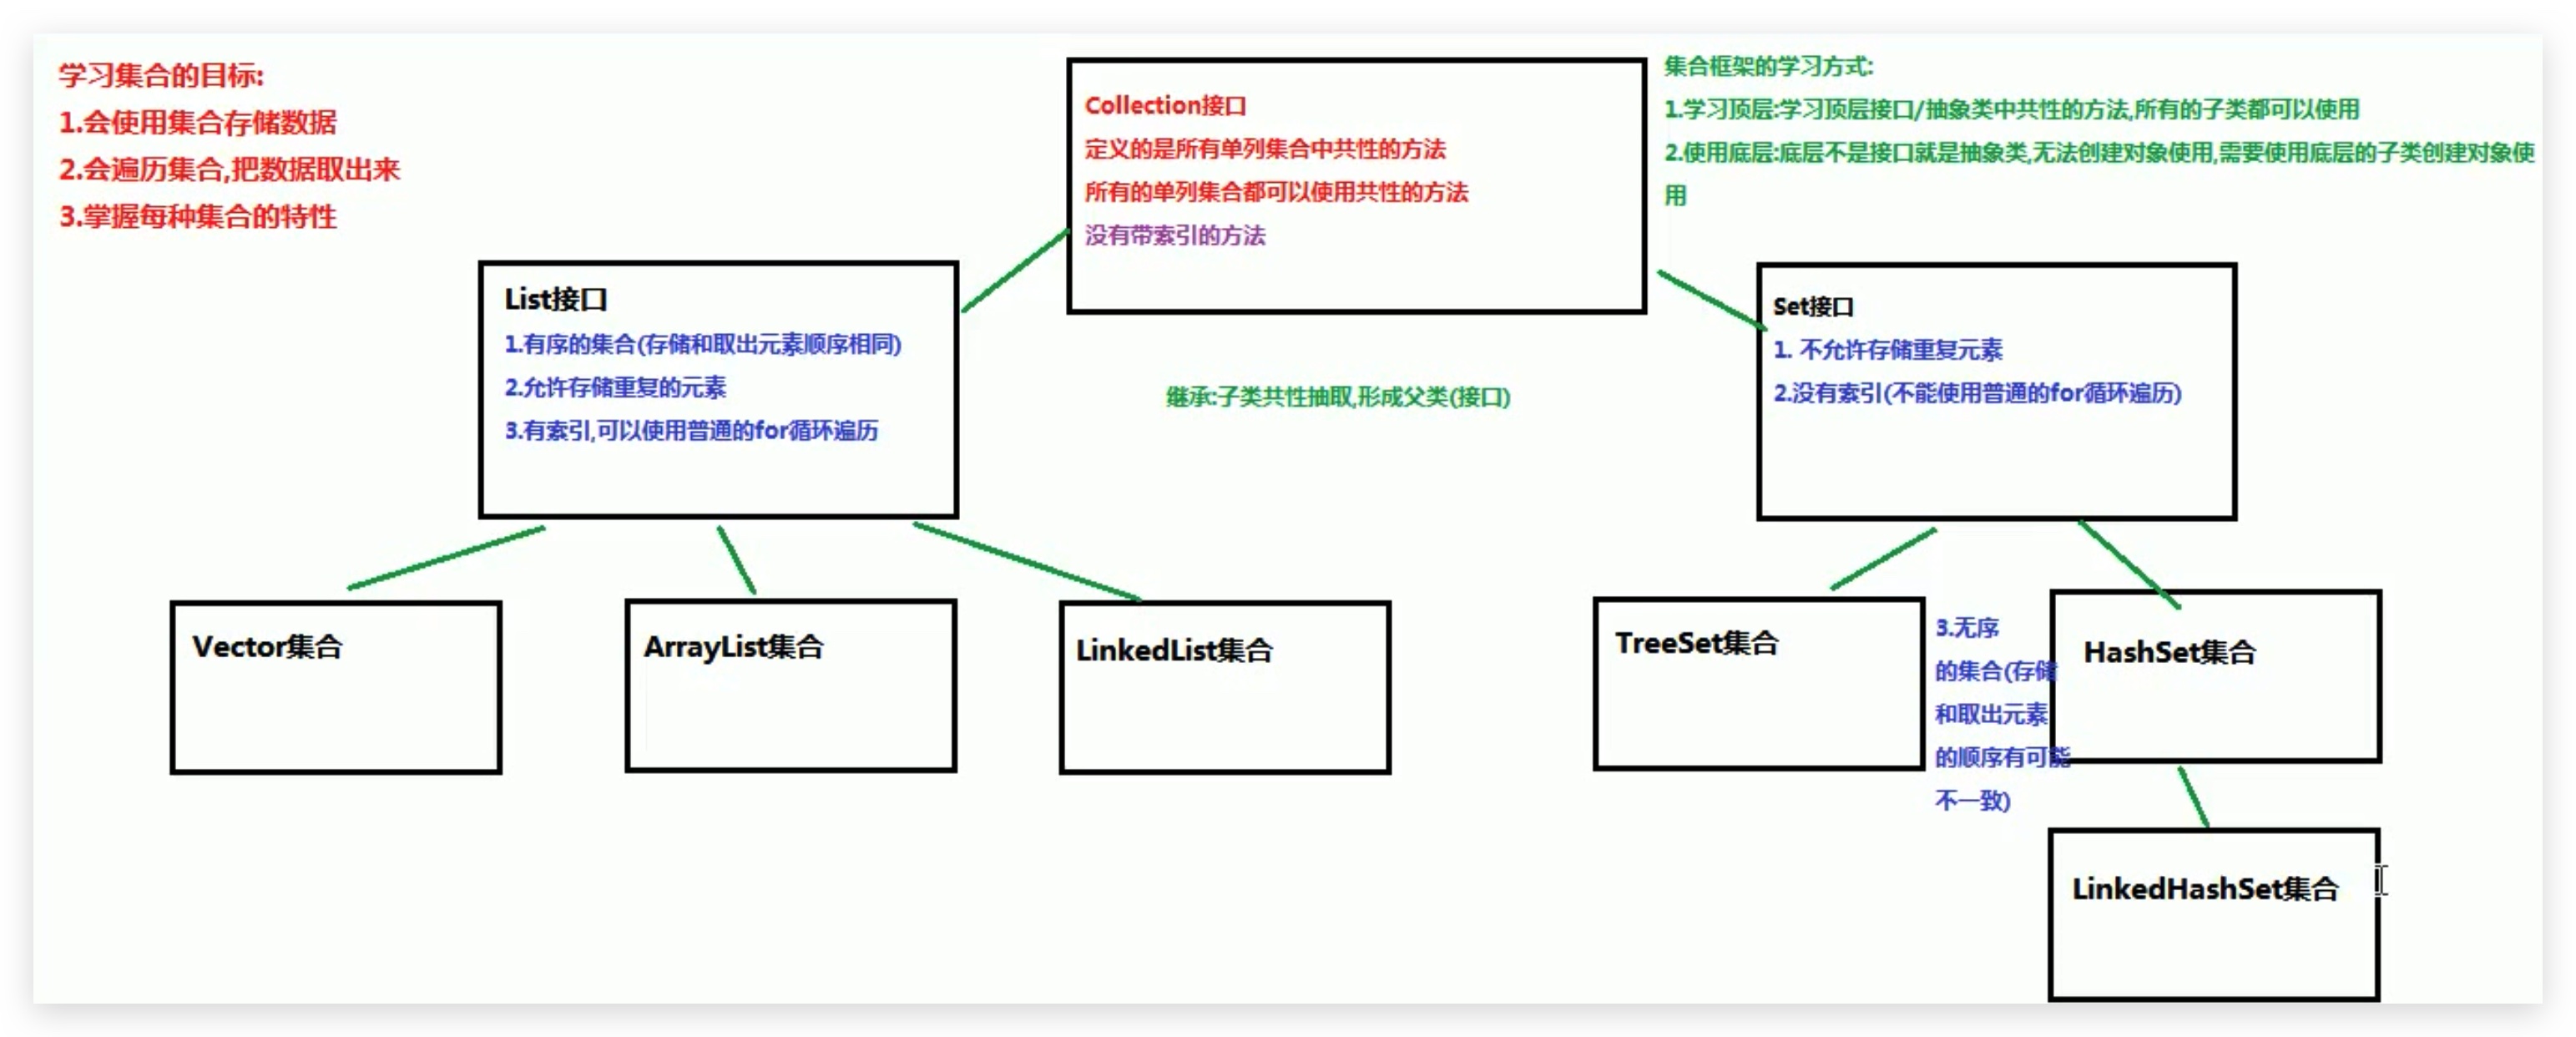 学习集合的目标:
1.会使用集合存储数据
2.会遍历集合,把数据取出来
3.掌握每种集合的特性
Collection接口
定义的是所有单列集合中共性的方法
所有的单列集合都可以使用共性的方法
没有带索引的方法
集合框架的学习方式:
1.学习顶层:学习顶层接口/抽象类中共性的方法,所有的子类都可以使用
2.使用底层:底层不是接口就是抽象类,无法创建对象使用,需要使用底层的子类创建对象使
用
List接口
1.有序的集合(存储和取出元素顺序相同)
2.允许存储重复的元素
3.有索引,可以使用普通的for循环遍历
继承:子类共性抽取,形成父类(接口)
Set接口
1. 不允许存储重复元素
2.没有索引(不能使用普通的for循环遍历)
Vector集合
ArrayList集合
LinkedList集合
TreeSet集合
3.无序
的集合(存储
和取出元素
的顺序有可能
不一致)
HashSet集合
LinkedHashSet集合